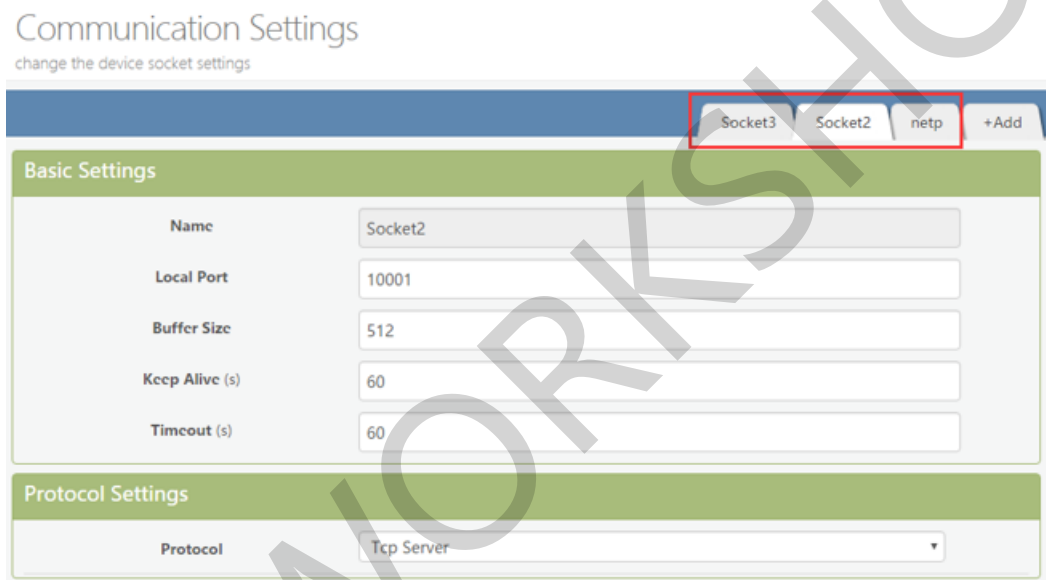 Communication Settings
change the device socket settings
Socket3 Socket2 netp +Add
Basic Settings
Name Socket2
Local Port 10001
Buffer Size 512
Keep Alive (s) 60
Timeout (s) 60
Protocol Settings
Protocol Tcp Server
WORKSHO